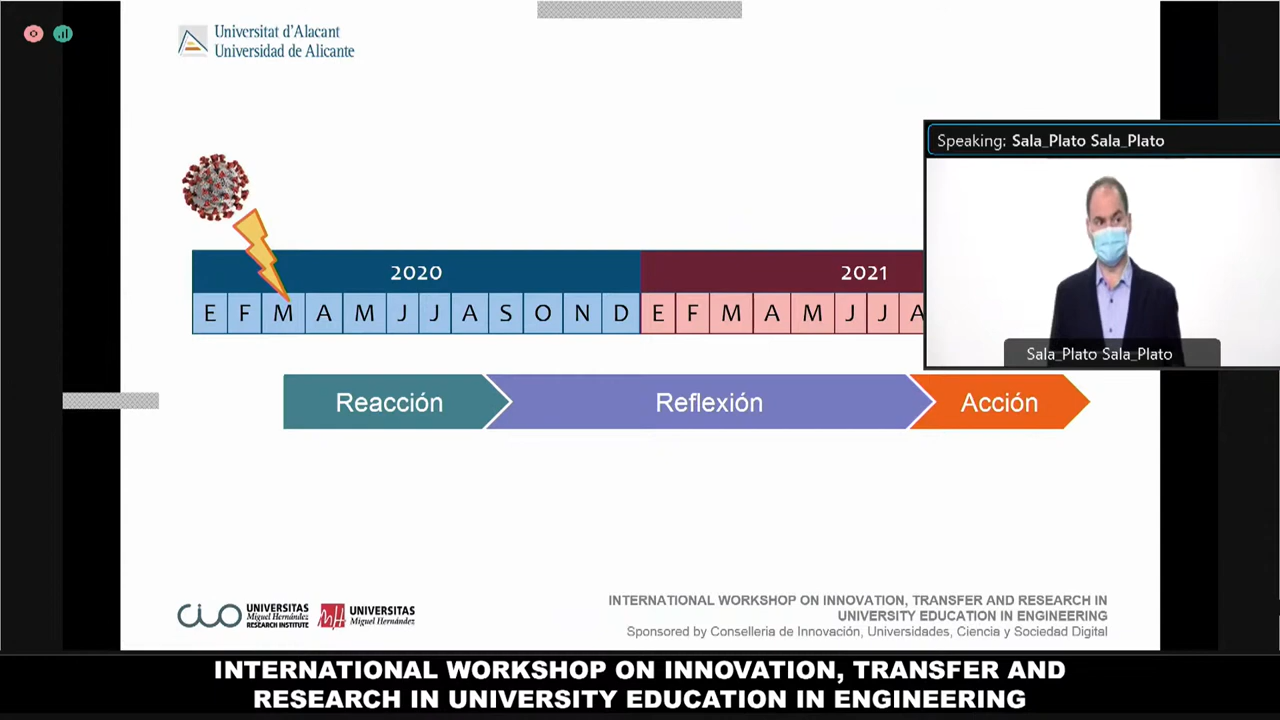 Universitat d'Alacant
Universidad de Alicante
Speaking: Sala_Plato Sala_Plato
2020
2021
E F M A M J J A S O N D E F M A M J J A
Sala_Plato Sala_Plato
Reacción
Reflexión
Acción
CIO
UNIVERSITAS
Miguel Hernández
RESEARCH INSTITUTE
UNIVERSITAS
Miguel Hernández
INTERNATIONAL WORKSHOP ON INNOVATION, TRANSFER AND RESEARCH IN
UNIVERSITY EDUCATION IN ENGINEERING
Sponsored by Conselleria de Innovación, Universidades, Ciencia y Sociedad Digital
INTERNATIONAL WORKSHOP ON INNOVATION, TRANSFER AND
RESEARCH IN UNIVERSITY EDUCATION IN ENGINEERING